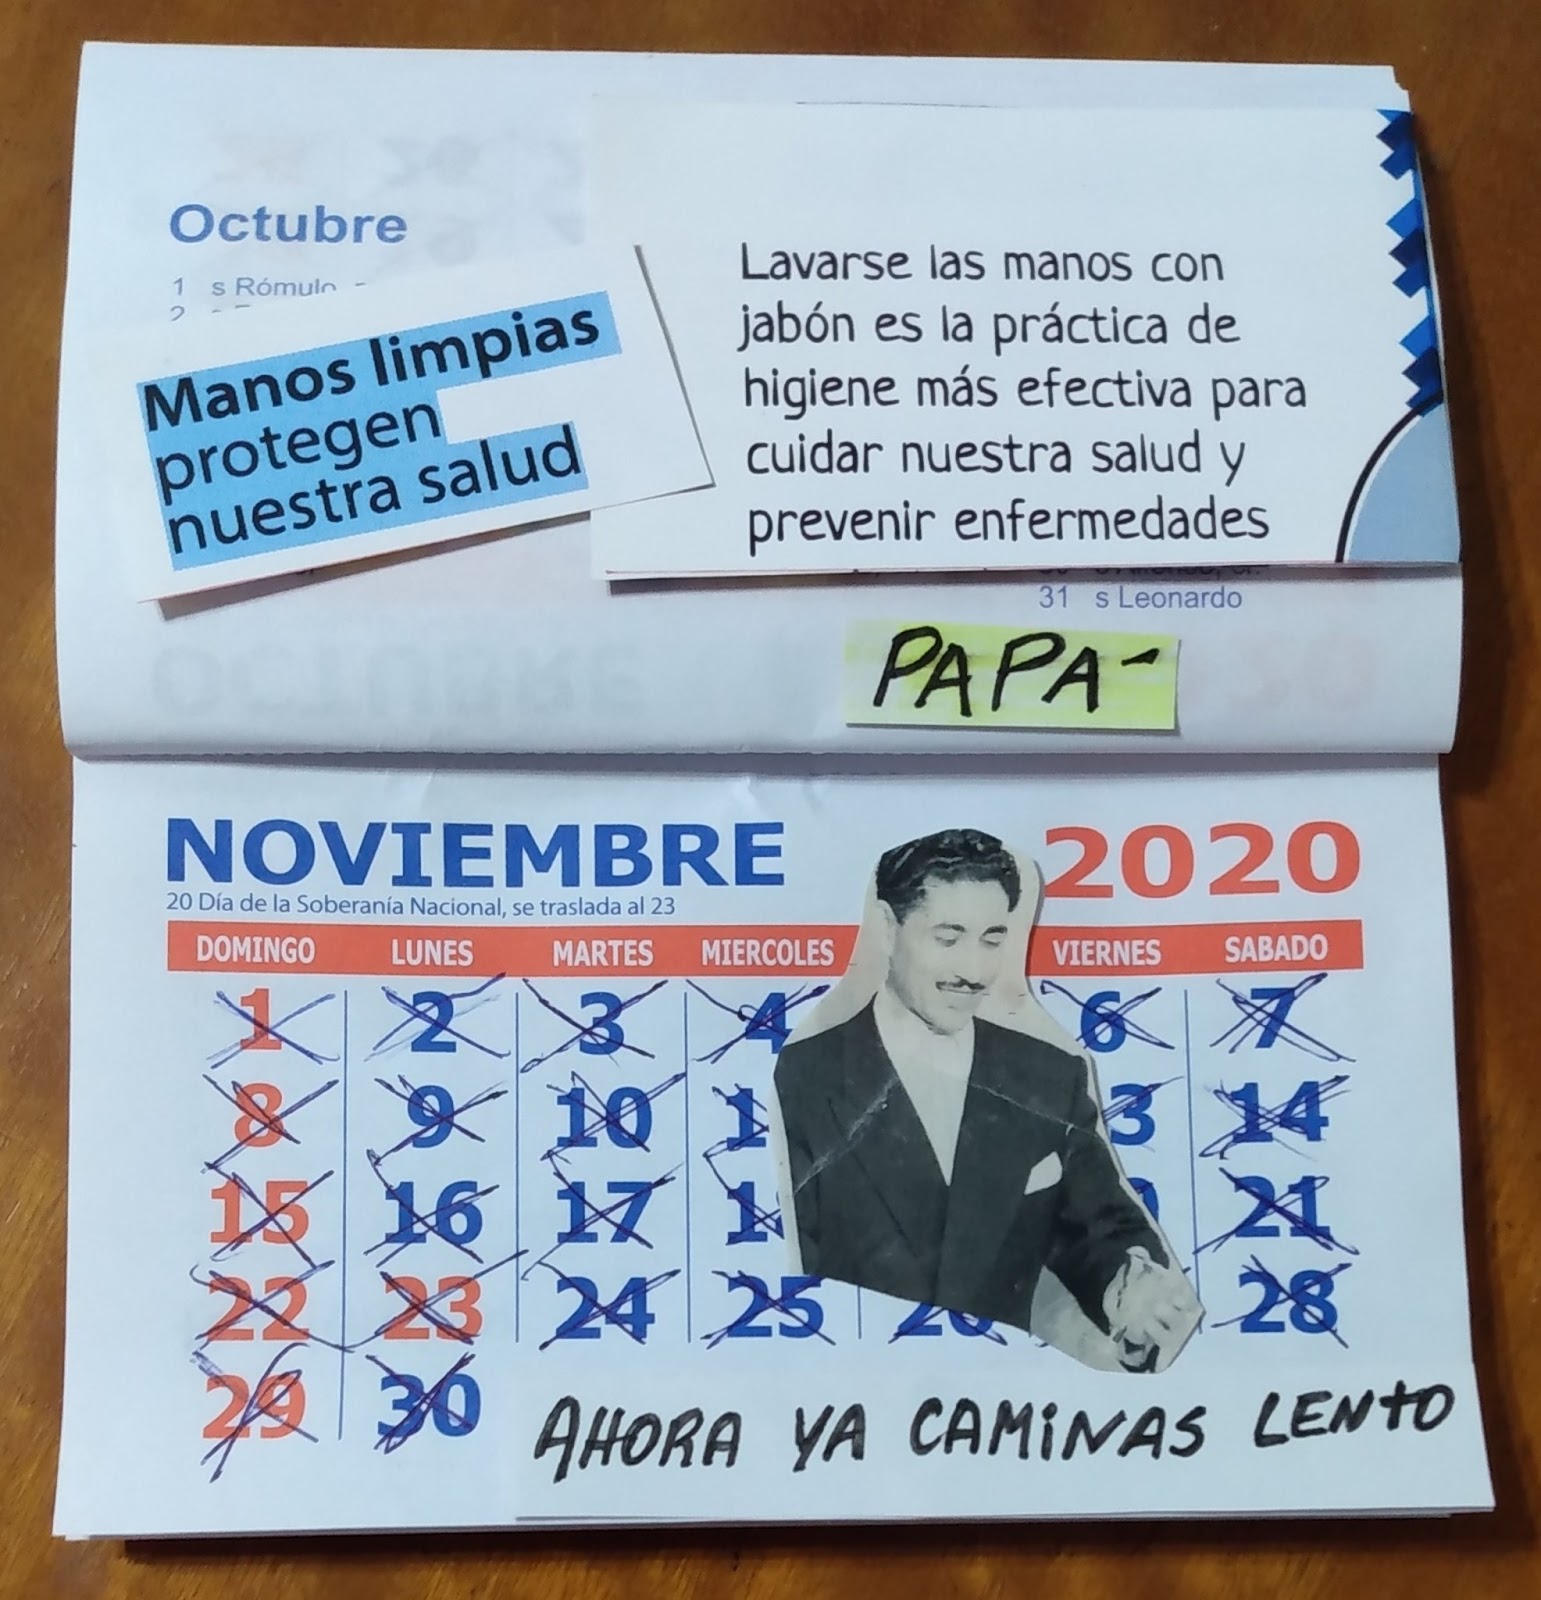 Octubre
1 s Rómulo
2
Manos limpias
protegen
nuestra salud
Lavarse las manos con
jabón es la práctica de
higiene más efectiva para
cuidar nuestra salud y
prevenir enfermedades
31 s Leonardo
PAPA-
NOVIEMBRE 2020
20 Día de la Soberanía Nacional, se traslada al 23
DOMINGO LUNES MARTES MIERCOLES VIERNES SABADO
1 2 3 4 6 7
8 9 10 14
15 16 17 21
22 23 24 25 26 28
29 30
AHORA YA CAMINAS LENTO